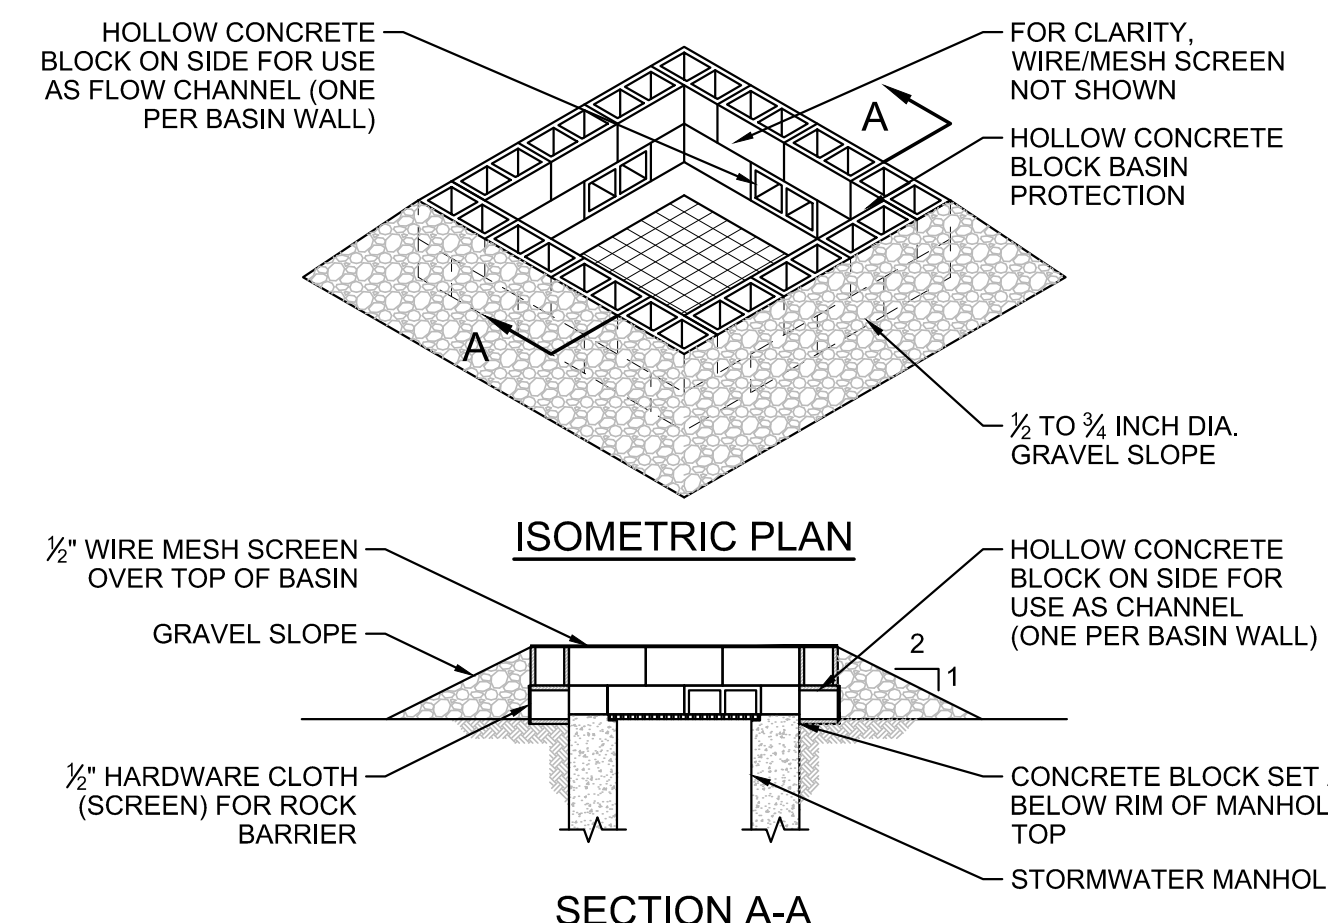 HOLLOW CONCRETE
BLOCK ON SIDE FOR USE
AS FLOW CHANNEL (ONE
PER BASIN WALL)
FOR CLARITY,
WIRE/MESH SCREEN
NOT SHOWN
A
HOLLOW CONCRETE
BLOCK BASIN
PROTECTION
A
½ TO ¾ INCH DIA.
GRAVEL SLOPE
ISOMETRIC PLAN
½" WIRE MESH SCREEN
OVER TOP OF BASIN
GRAVEL SLOPE
HOLLOW CONCRETE
BLOCK ON SIDE FOR
USE AS CHANNEL
(ONE PER BASIN WALL)
2
1
½" HARDWARE CLOTH
(SCREEN) FOR ROCK
BARRIER
CONCRETE BLOCK SET
BELOW RIM OF MANHOL
TOP
STORMWATER MANHOL
SECTION A-A